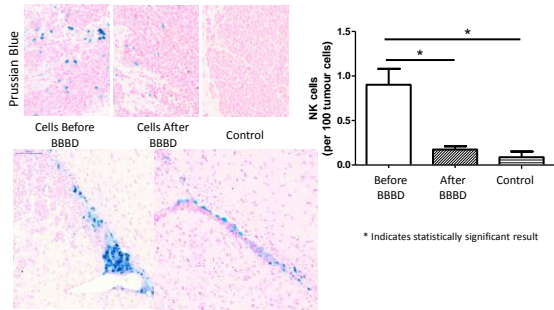 Prussian Blue
Cells Before
BBBD
Cells After
BBBD
Control
NK cells
(per 100 tumour cells)
1.5
1.0
0.5
0.0
*
*
Before
BBBD
After
BBBD
Control
* Indicates statistically significant result